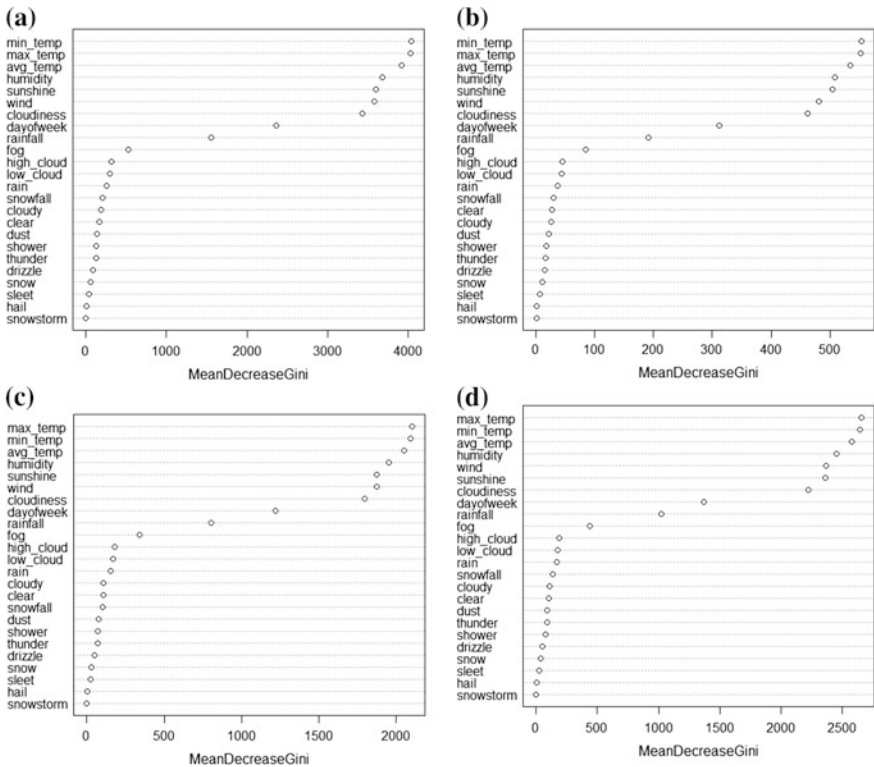 (a)
min_temp
max_temp
avg_temp
humidity
sunshine
wind
cloudiness
dayofweek
rainfall
fog
high_cloud
low_cloud
rain
snowfall
cloudy
clear
dust
shower
thunder
drizzle
snow
sleet
hail
snowstorm
0 1000 2000 3000 4000
MeanDecreaseGini
(b)
min_temp
max_temp
avg_temp
humidity
sunshine
wind
cloudiness
dayofweek
rainfall
fog
high_cloud
low_cloud
rain
snowfall
clear
cloudy
dust
shower
thunder
drizzle
snow
sleet
hail
snowstorm
0 100 200 300 400 500
MeanDecreaseGini
(c)
max_temp
min_temp
avg_temp
humidity
sunshine
wind
cloudiness
dayofweek
rainfall
fog
high_cloud
low_cloud
rain
cloudy
clear
snowfall
dust
shower
thunder
drizzle
snow
sleet
hail
snowstorm
0 500 1000 1500 2000
MeanDecreaseGini
(d)
max_temp
min_temp
avg_temp
humidity
wind
sunshine
cloudiness
dayofweek
rainfall
fog
high_cloud
low_cloud
rain
snowfall
cloudy
clear
dust
thunder
shower
drizzle
snow
sleet
hail
snowstorm
0 500 1000 1500 2000 2500
MeanDecreaseGini